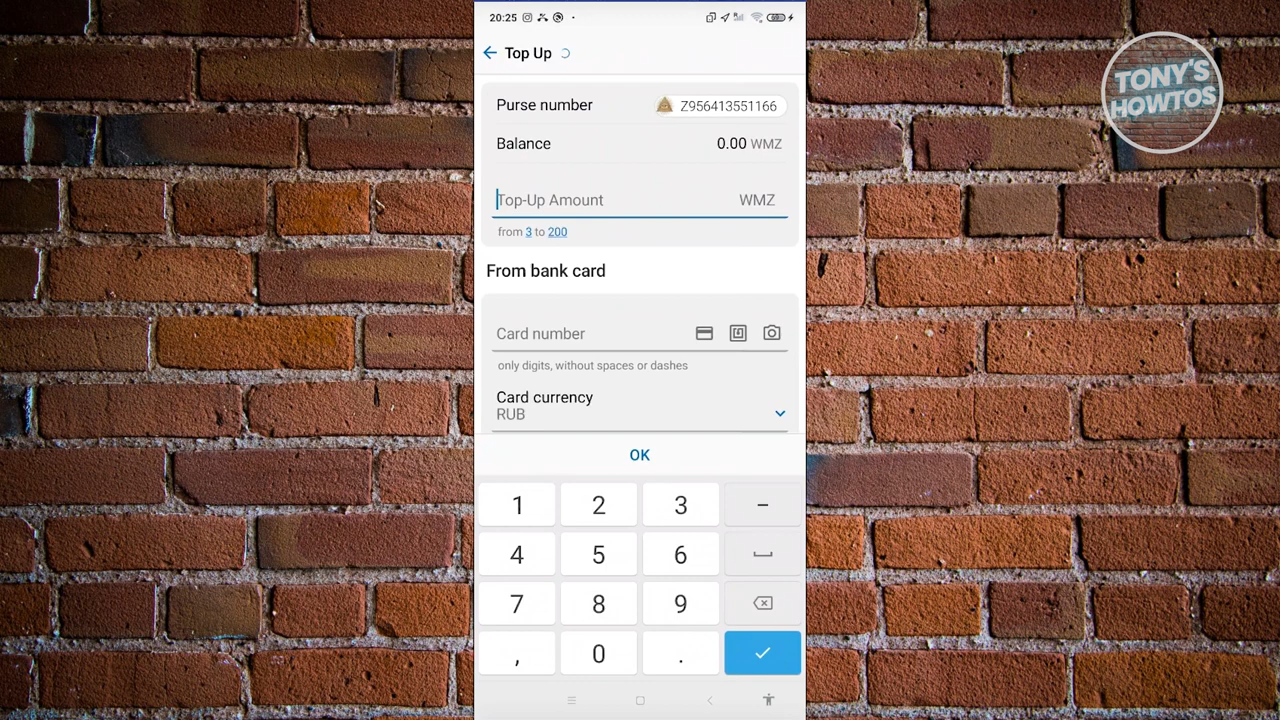 20:25
TONY'S
HOWTOS
Top Up
Purse number Z956413551166
Balance 0.00 WMZ
Top-Up Amount WMZ
from 3 to 200
From bank card
Card number
only digits, without spaces or dashes
Card currency
RUB
OK
1 2 3 -
4 5 6
7 8 9
, 0 .